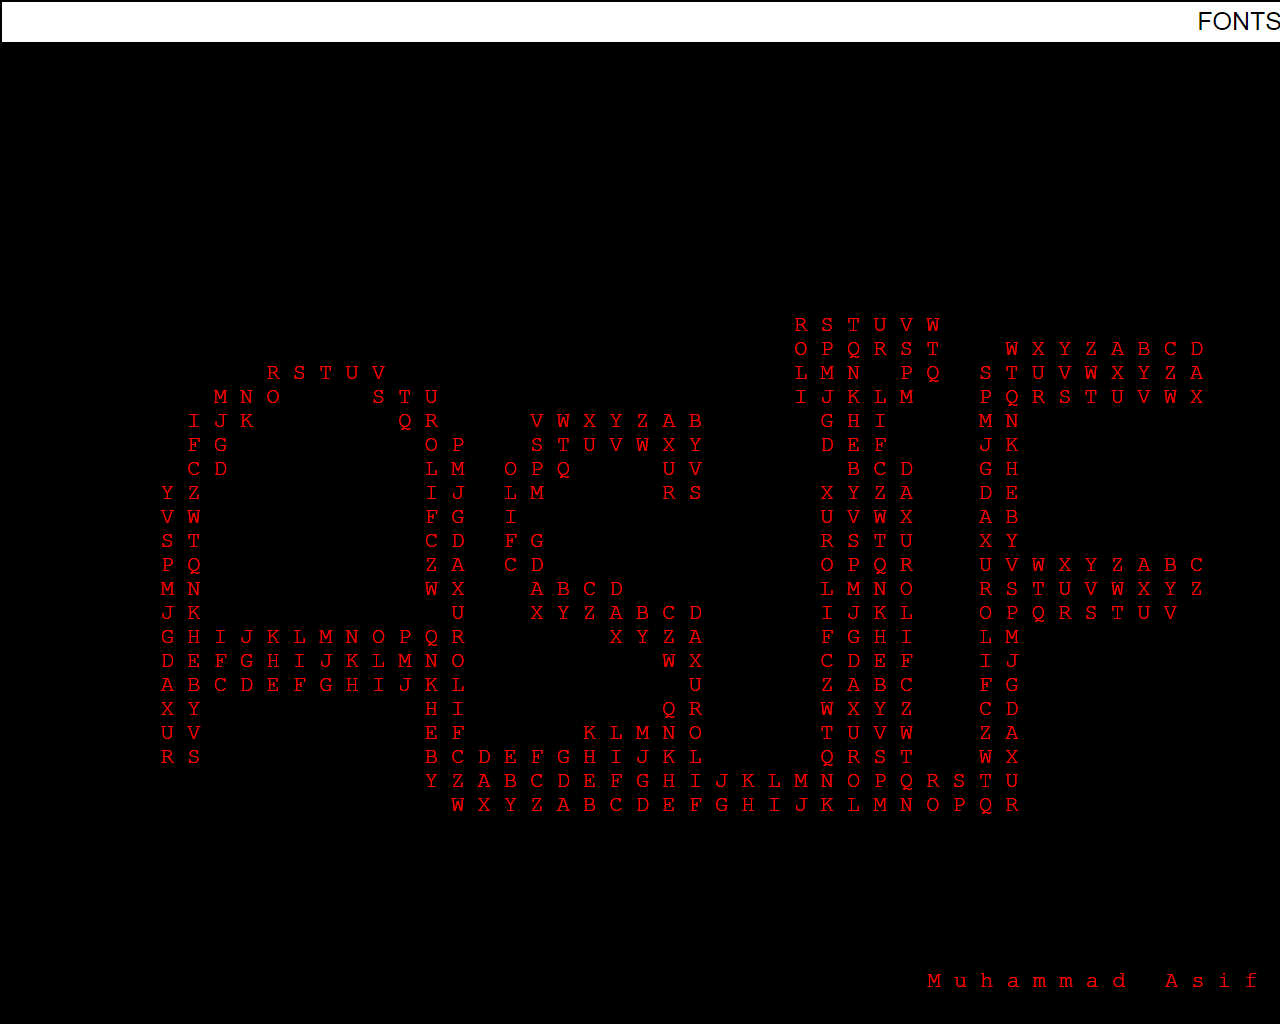 FONTS
R S T U V W
O P Q R S T W X Y Z A B C D
R S T U V L M N P Q S T U V W X Y Z A
M N O S T U I J K L M P Q R S T U V W X
I J K Q R V W X Y Z A B G H I M N
F G O P S T U V W X Y D E F J K
C D L M O P Q U V B C D G H
Y Z I J L M R S X Y Z A D E
V W F G I U V W X A B
S T C D F G R S T U X Y
P Q Z A C D O P Q R U V W X Y Z A B C
M N W X A B C D L M N O R S T U V W X Y Z
J K U X Y Z A B C D I J K L O P Q R S T U V
G H I J K L M N O P Q R X Y Z A F G H I L M
D E F G H I J K L M N O W X C D E F I J
A B C D E F G H I J K L U Z A B C F G
X Y H I Q R W X Y Z C D
U V E F K L M N O T U V W Z A
R S B C D E F G H I J K L Q R S T W X
Y Z A B C D E F G H I J K L M N O P Q R S T U
W X Y Z A B C D E F G H I J K L M N O P Q R
M u h a m m a d A s i f